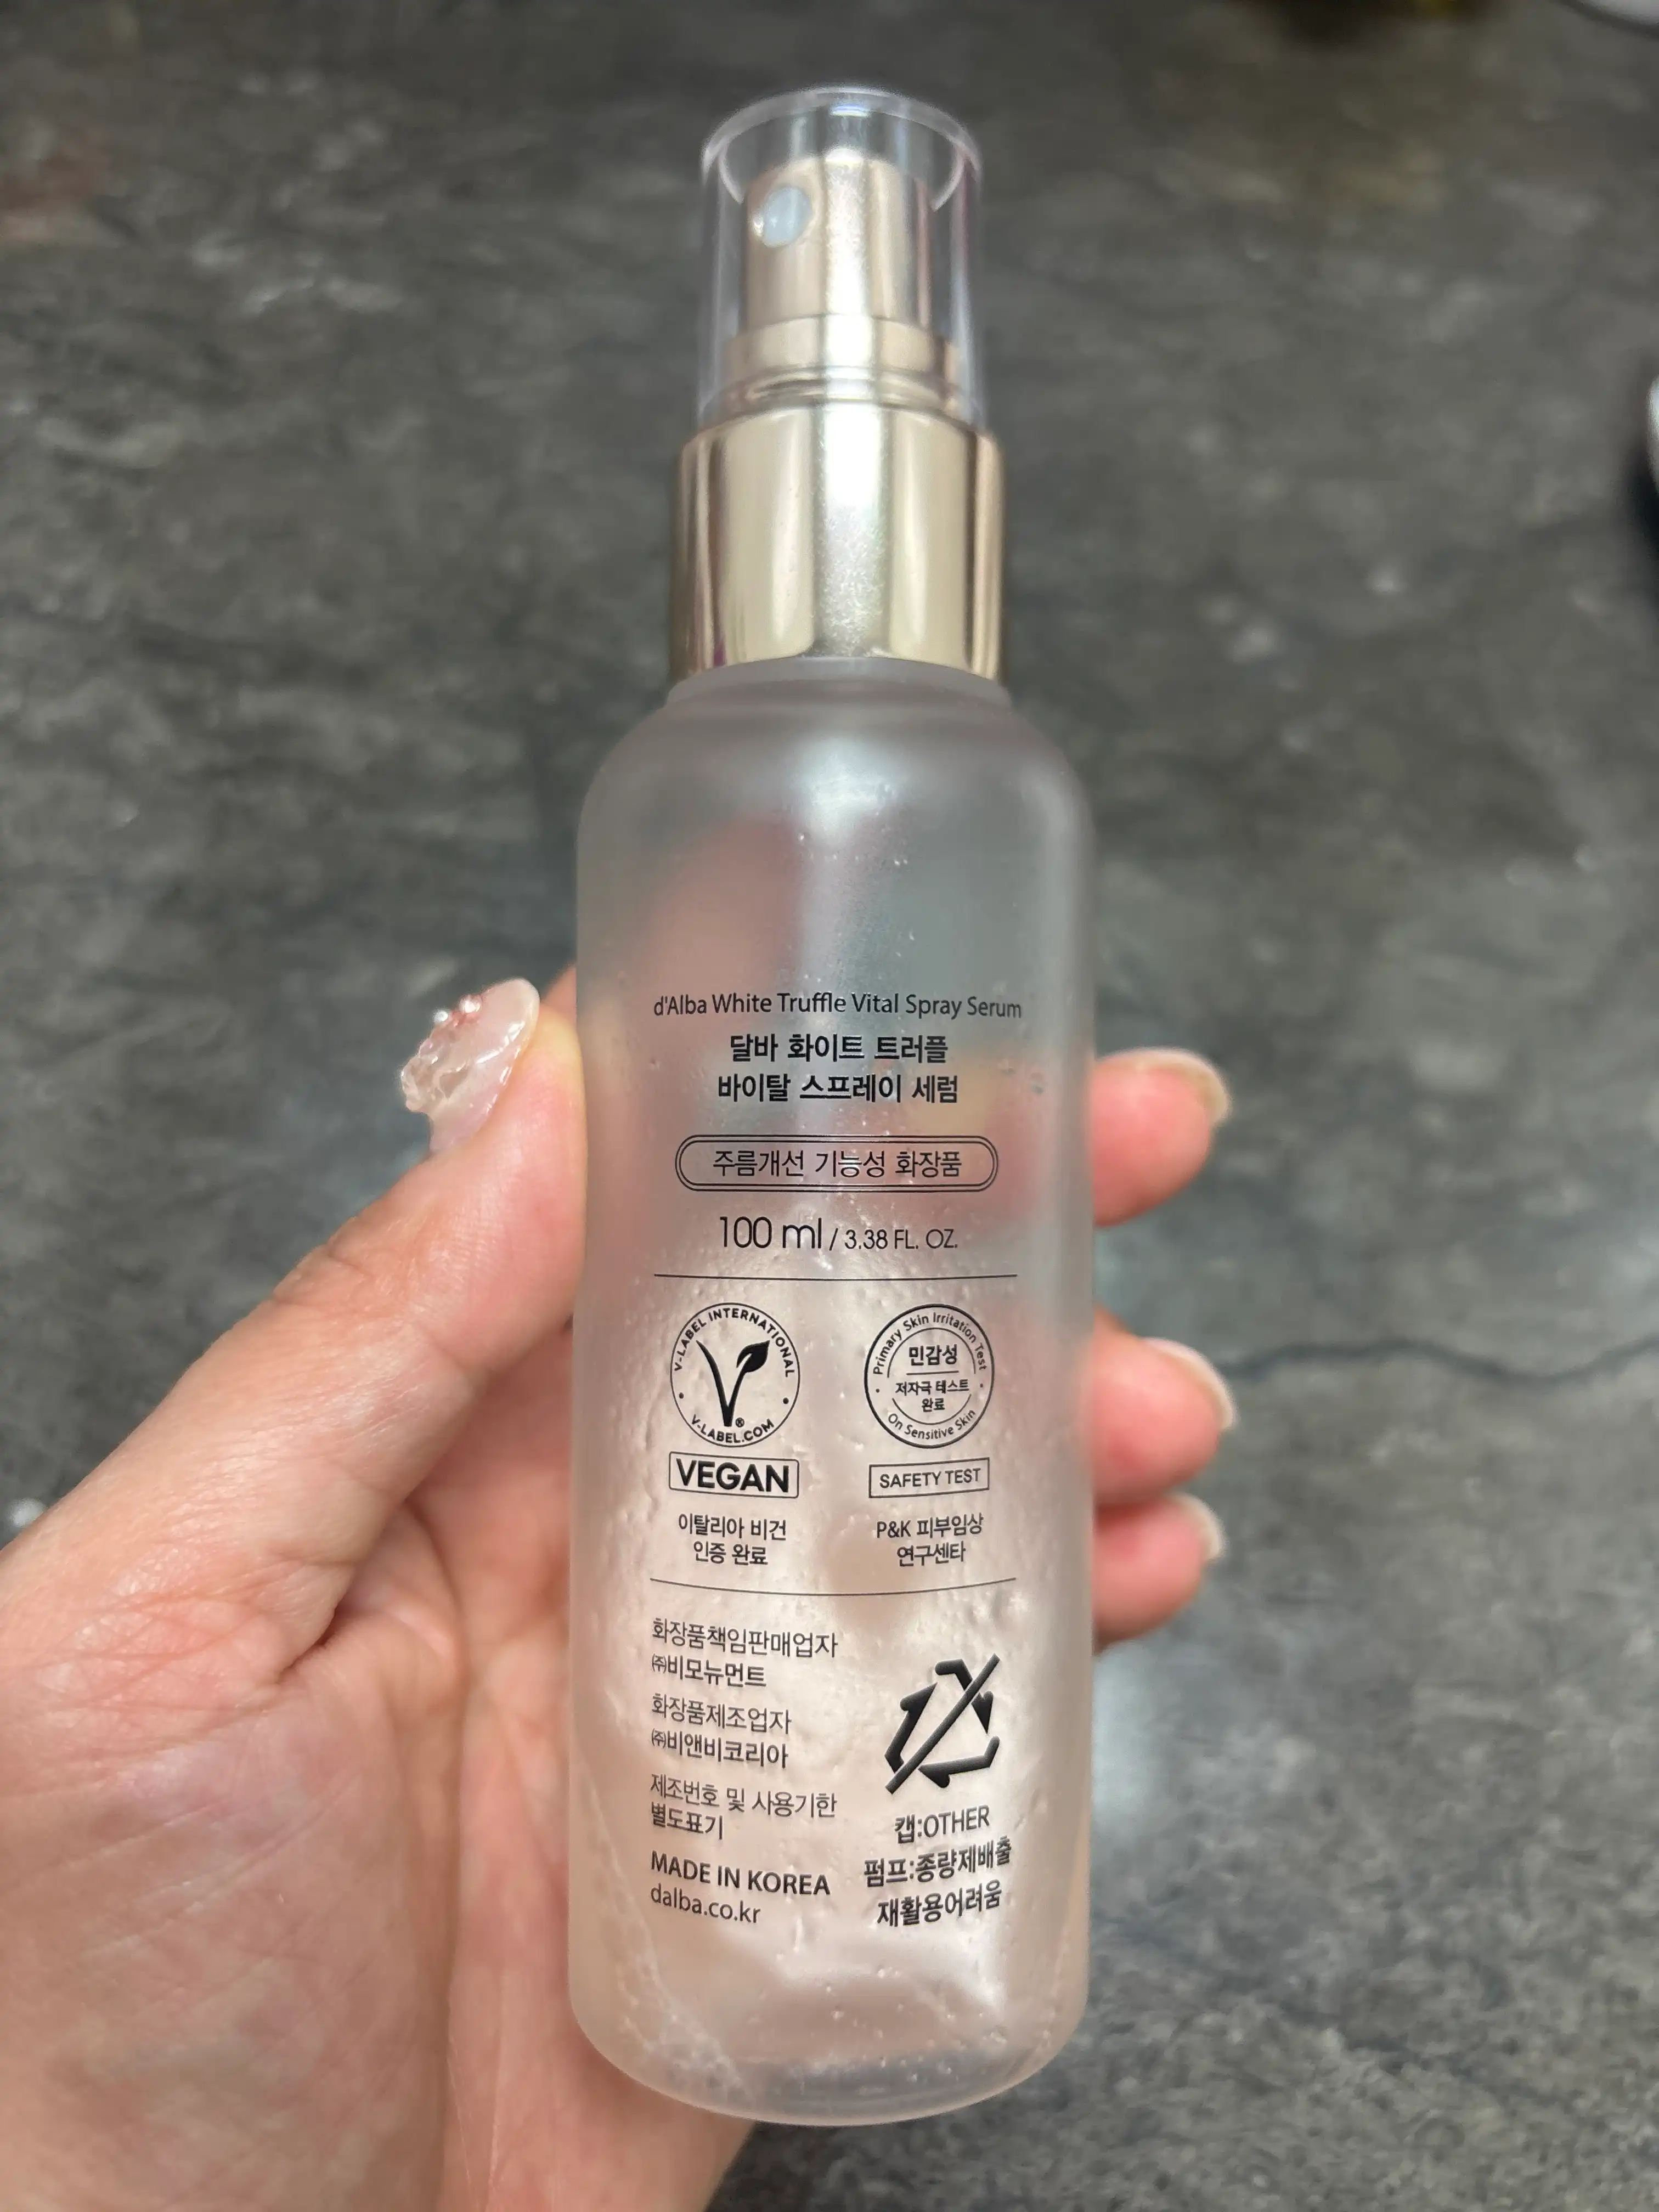 d'Alba White Truffle Vital Spray Serum
달바 화이트 트러플
바이탈 스프레이 세럼
주름개선 기능성 화장품
100 ml / 3.38 FL. OZ.
V-LABEL INTERNATIONAL
®
· V-LABEL.COM ·
VEGAN
이탈리아 비건
인증 완료
Primary Skin Irritation Test
민감성
저자극 테스트
완료
· On Sensitive Skin ·
SAFETY TEST
P&K 피부임상
연구센타
화장품책임판매업자
㈜비모뉴먼트
화장품제조업자
㈜비앤비코리아
제조번호 및 사용기한
별도표기
MADE IN KOREA
dalba.co.kr
캡:OTHER
펌프:종량제배출
재활용어려움